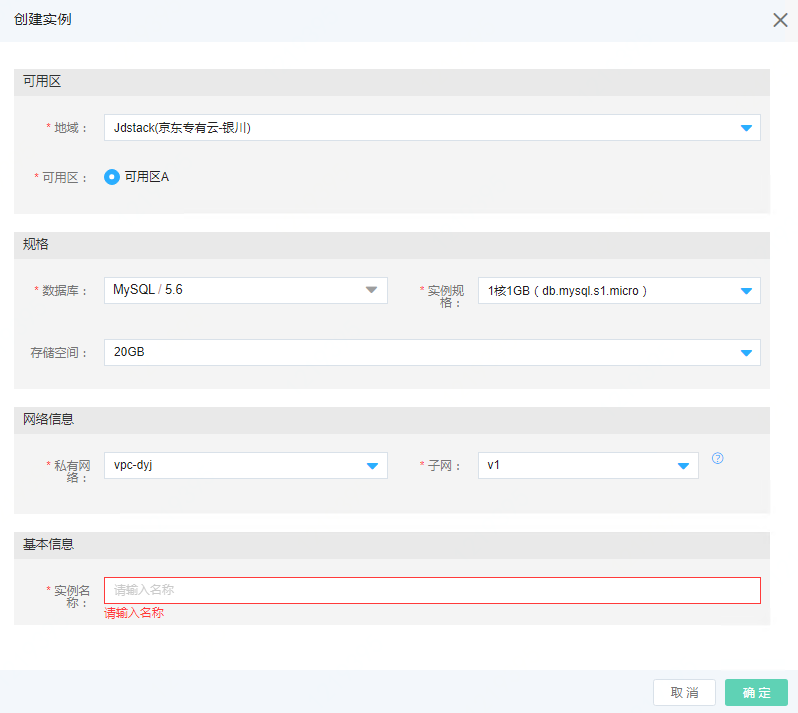 创建实例
可用区
* 地域： Jdstack(京东专有云-银川)
* 可用区： 可用区A
规格
* 数据库： MySQL / 5.6
* 实例规格： 1核1GB（db.mysql.s1.micro）
存储空间： 20GB
网络信息
* 私有网络： vpc-dyj
* 子网： v1 ?
基本信息
* 实例名称： 请输入名称
请输入名称
取 消 确 定